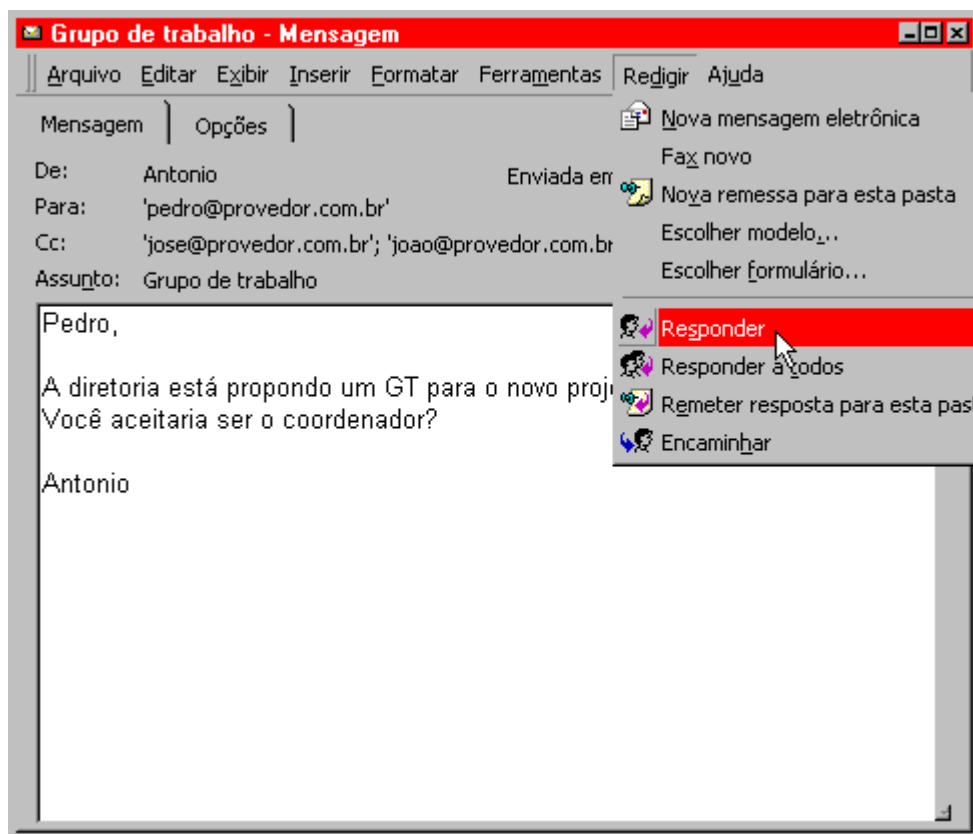 Grupo de trabalho - Mensagem
Arquivo Editar Exibir Inserir Formatar Ferramentas Redigir Ajuda
Mensagem Opções
De: Antonio Enviada em
Para: 'pedro@provedor.com.br'
Cc: 'jose@provedor.com.br'; 'joao@provedor.com.br
Assunto: Grupo de trabalho
Nova mensagem eletrônica
Fax novo
Nova remessa para esta pasta
Escolher modelo...
Escolher formulário...
Responder
Responder a todos
Remeter resposta para esta past
Encaminhar
Pedro,
A diretoria está propondo um GT para o novo proj
Você aceitaria ser o coordenador?
Antonio